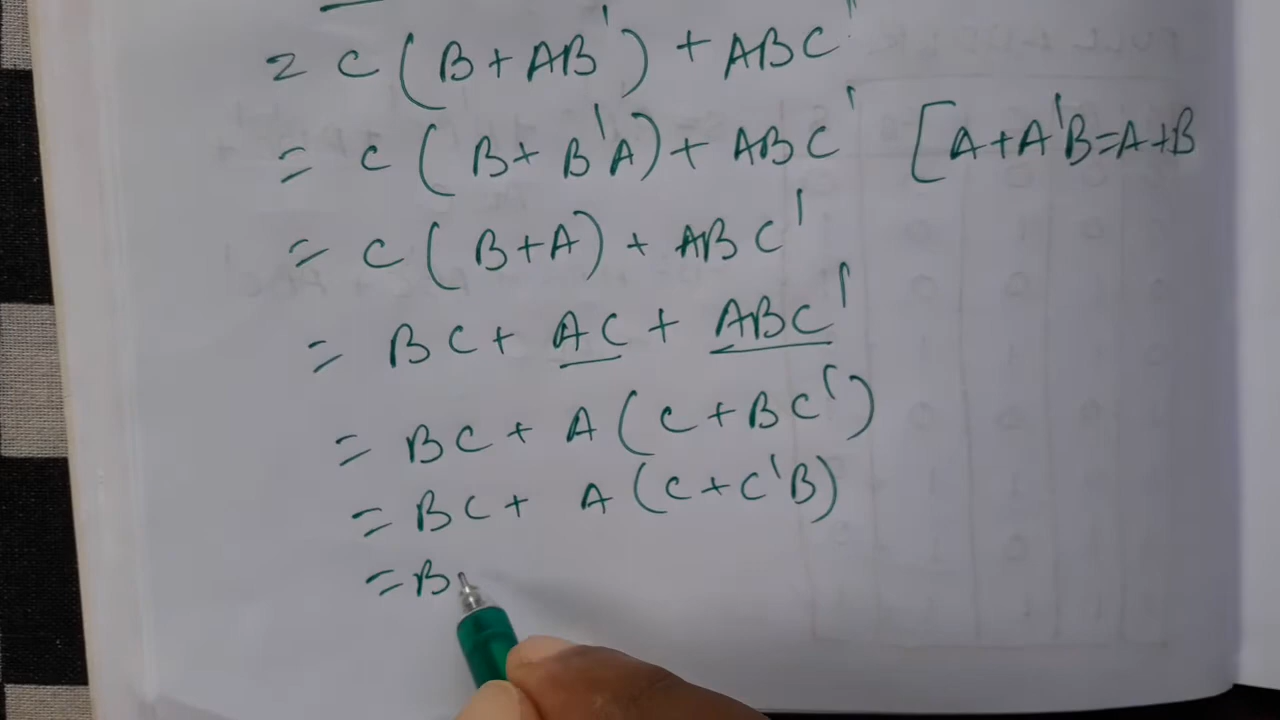 = C ( B + AB' ) + ABC'
= C ( B + B'A ) + ABC' [ A + A'B = A + B
= C ( B + A ) + ABC'
= BC + AC + ABC'
= BC + A ( C + BC' )
= BC + A ( C + C'B )
= B